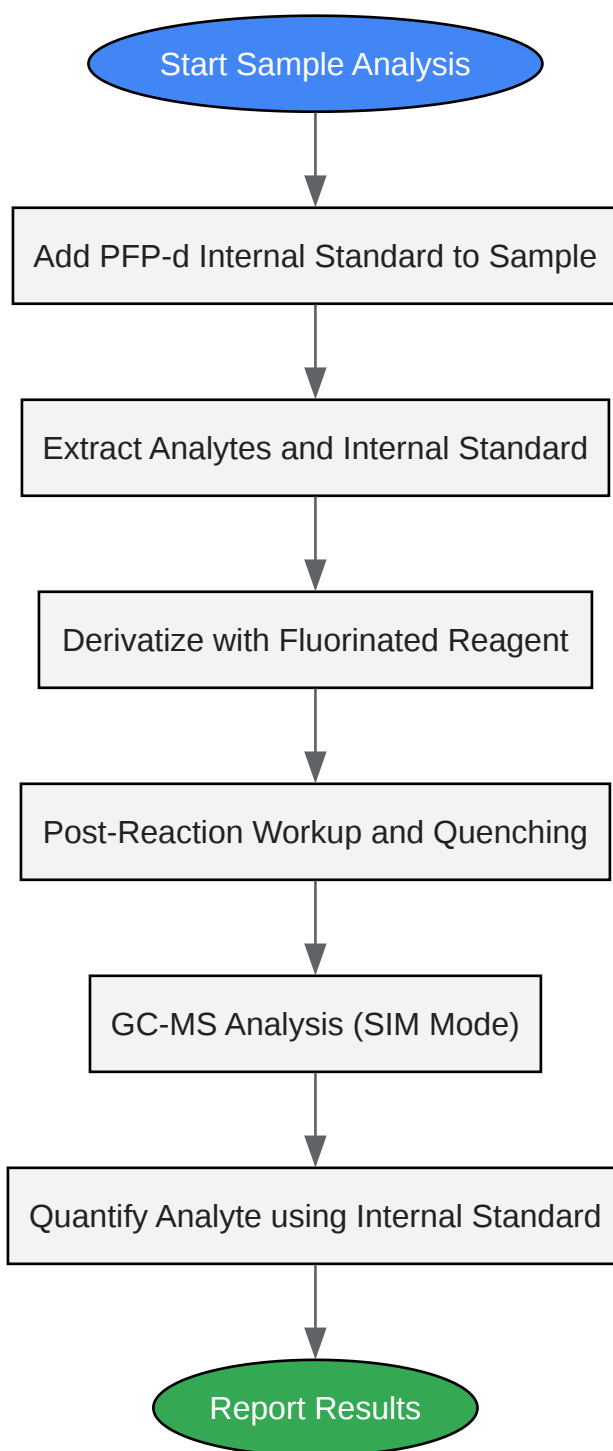 Start Sample Analysis
Add PFP-d Internal Standard to Sample
Extract Analytes and Internal Standard
Derivatize with Fluorinated Reagent
Post-Reaction Workup and Quenching
GC-MS Analysis (SIM Mode)
Quantify Analyte using Internal Standard
Report Results